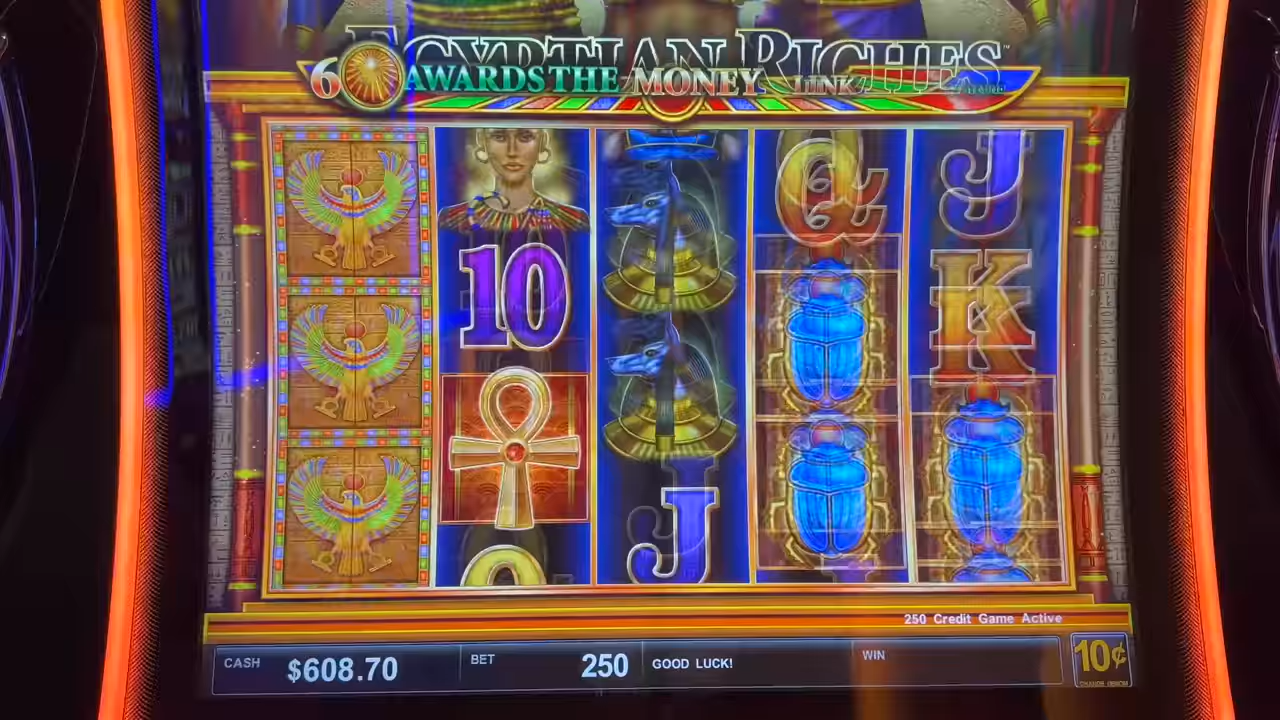 EGYPTIAN RICHES™
6 AWARDS THE MONEY LINK
Q J
10 K
J
250 Credit Game Active
CASH $608.70 BET 250 GOOD LUCK! WIN 10¢